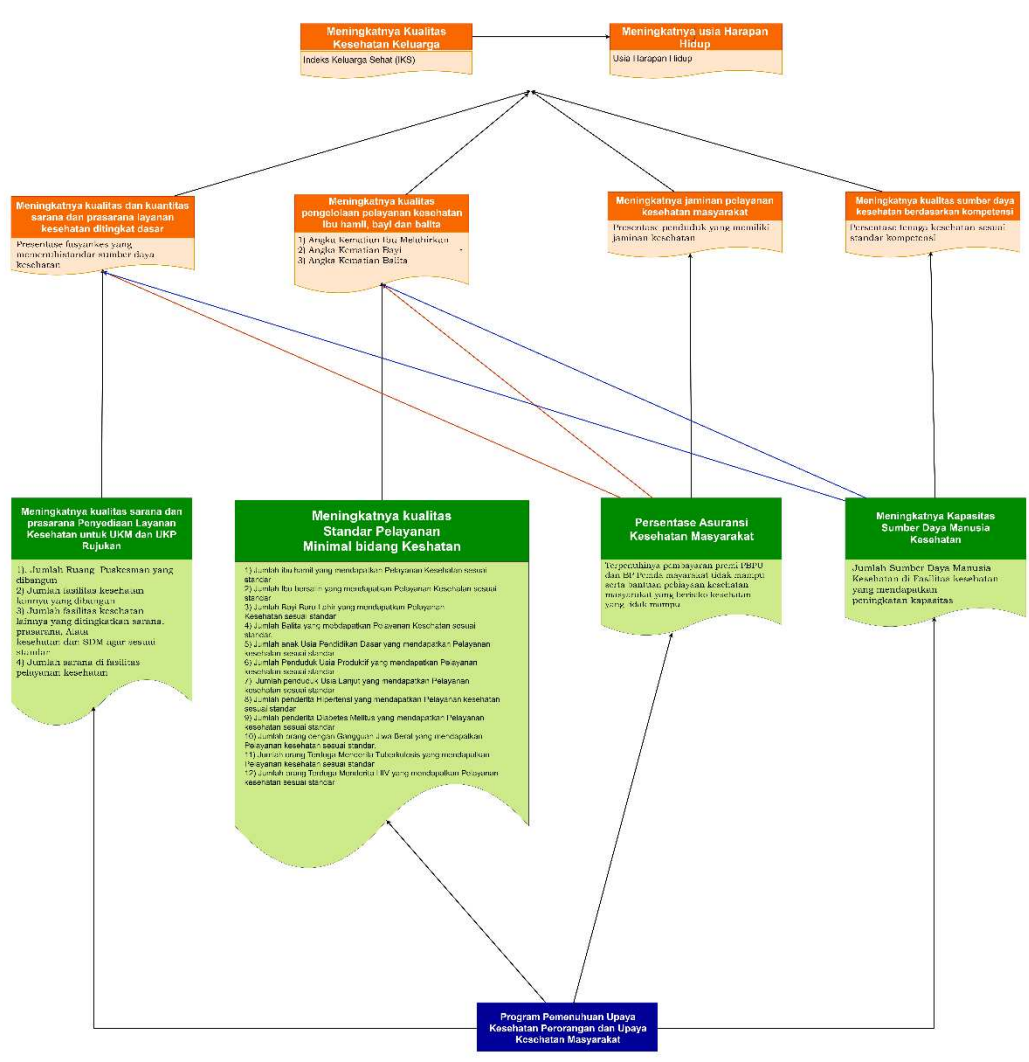 Meningkatnya Kualitas
Kesehatan Keluarga
Indeks Keluarga Sehat (IKS)
Meningkatnya usia Harapan
Hidup
Usia Harapan Hidup
Meningkatnya kualitas dan kuantitas
sarana dan prasarana layanan
kesehatan ditingkat dasar
Presentase fasyankes yang
memenuhistandar sumber daya
kesehatan
Meningkatnya kualitas
pengelolaan pelayanan kesehatan
Ibu hamil, bayi dan balita
1) Angka Kematian Ibu Melahirkan
2) Angka Kematian Bayi
3) Angka Kematian Balita
Meningkatnya jaminan pelayanan
kesehatan masyarakat
Presentase penduduk yang memiliki
jaminan kesehatan
Meningkatnya kualitas sumber daya
kesehatan berdasarkan kompetensi
Persentase tenaga kesehatan sesuai
standar kompetensi
Meningkatnya kualitas sarana dan
prasarana Penyediaan Layanan
Kesehatan untuk UKM dan UKP
Rujukan
1). Jumlah Ruang Puskesman yang
dibangun
2) Jumlah fasilitas kesehatan
lainnya yang dibangun
3) Jumlah fasilitas kesehatan
lainnya yang ditingkatkan sarana,
prasarana, Alata
kesehatan dan SDM agar sesuai
standar
4) Jumlah sarana di fasilitas
pelayanan kesehatan
Meningkatnya kualitas
Standar Pelayanan
Minimal bidang Keshatan
1) Jumlah ibu hamil yang mendapatkan Pelayanan Kesehatan sesuai
standar
2) Jumlah Ibu bersalin yang mendapatkan Pelayanan Kesehatan sesuai
standar
3) Jumlah Bayi Baru Lahir yang mendapatkan Pelayanan
Kesehatan sesuai standar
4) Jumlah Balita yang mendapatkan Pelayanan Kesehatan sesuai
standar.
5) Jumlah anak Usia Pendidikan Dasar yang mendapatkan Pelayanan
kesehatan sesuai standar
6) Jumlah Penduduk Usia Produktif yang mendapatkan Pelayanan
kesehatan sesuai standar
7) Jumlah penduduk Usia Lanjut yang mendapatkan Pelayanan
kesehatan sesuai standar
8) Jumlah penderita Hipertensi yang mendapatkan Pelayanan kesehatan
sesuai standar
9) Jumlah penderita Diabetes Melitus yang mendapatkan Pelayanan
kesehatan sesuai standar
10) Jumlah orang dengan Gangguan Jiwa Berat yang mendapatkan
Pelayanan kesehatan sesuai standar.
11) Jumlah orang Terduga Menderita Tuberkulosis yang mendapatkan
Pelayanan kesehatan sesuai standar
12) Jumlah orang Terduga Menderita HIV yang mendapatkan Pelayanan
kesehatan sesuai standar
Persentase Asuransi
Kesehatan Masyarakat
Terpenuhinya pembayaran premi PBPU
dan BP Pemda mayarakat tidak mampu
serta bantuan pebiayaan kesehatan
masyarakat yang berisiko kesehatan
yang tidak mampu
Meningkatnya Kapasitas
Sumber Daya Manusia
Kesehatan
Jumlah Sumber Daya Manusia
Kesehatan di Fasilitas kesehatan
yang mendapatkan
peningkatan kapasitas
Program Pemenuhan Upaya
Kesehatan Perorangan dan Upaya
Kesehatan Masyarakat